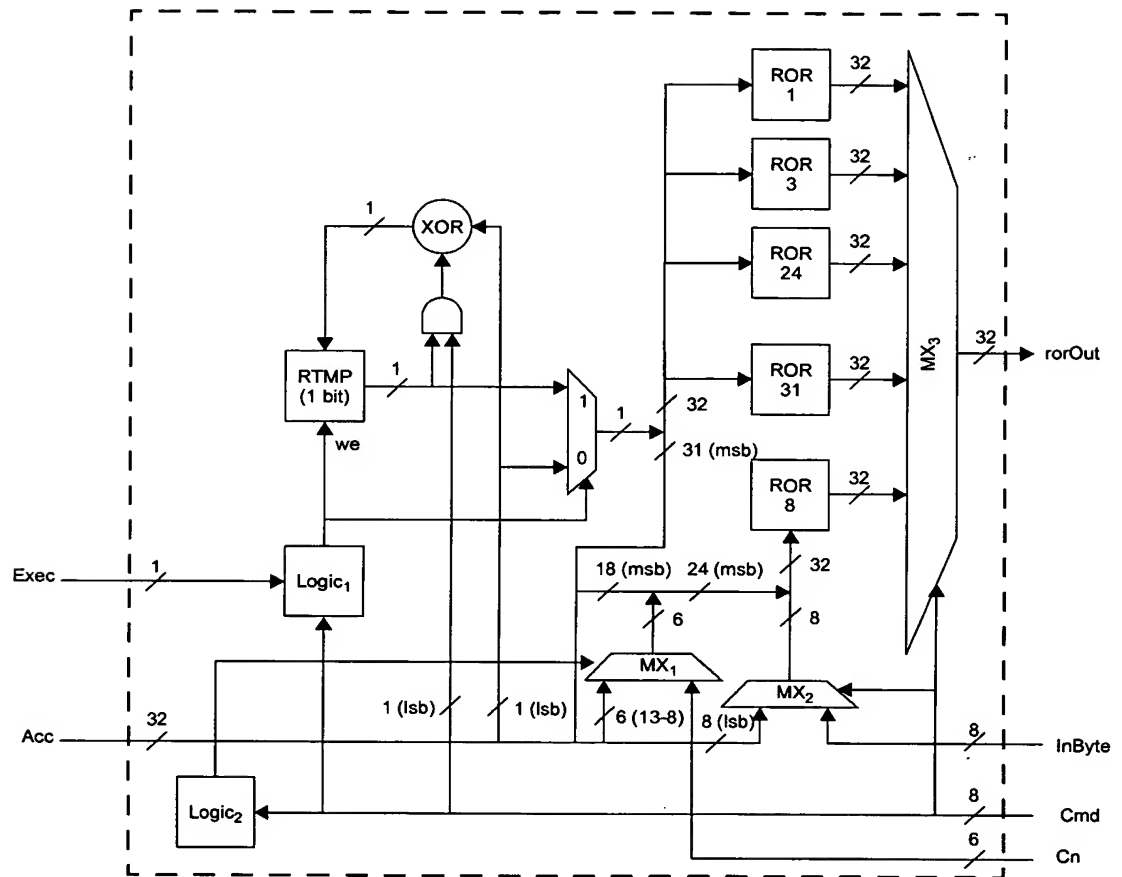 32
ROR
1
32
ROR
3
1
XOR
32
ROR
24
32
rorOut
MX3
RTMP
(1 bit)
1
1
32
ROR
31
we
0
1
32
31 (msb)
32
ROR
8
Exec
1
Logic1
18 (msb)
24 (msb)
32
6
8
MX1
MX2
1 (lsb)
1 (lsb)
6 (13-8)
8 (lsb)
Acc
32
8
InByte
Logic2
8
Cmd
6
Cn